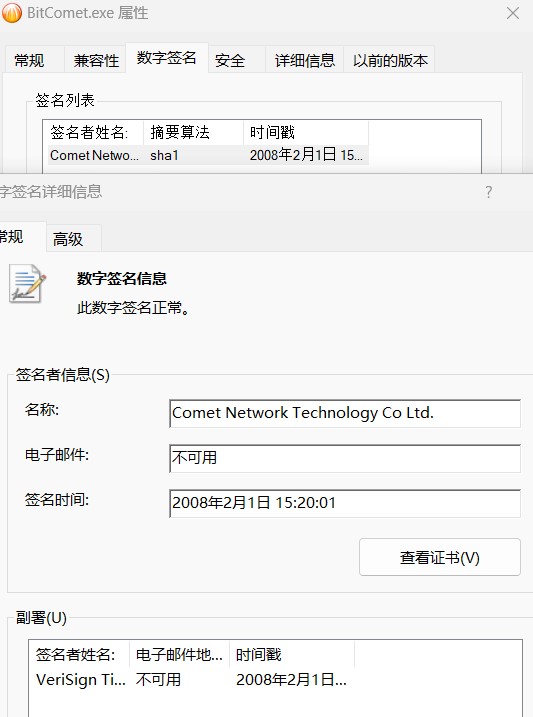 BitComet.exe 属性
常规 兼容性 数字签名 安全 详细信息 以前的版本
签名列表
签名者姓名: 摘要算法 时间戳
Comet Netwo... sha1 2008年2月1日 15...
字签名详细信息 ?
常规 高级
数字签名信息
此数字签名正常。
签名者信息(S)
名称: Comet Network Technology Co Ltd.
电子邮件: 不可用
签名时间: 2008年2月1日 15:20:01
查看证书(V)
副署(U)
签名者姓名: 电子邮件地... 时间戳
VeriSign Ti... 不可用 2008年2月1日...